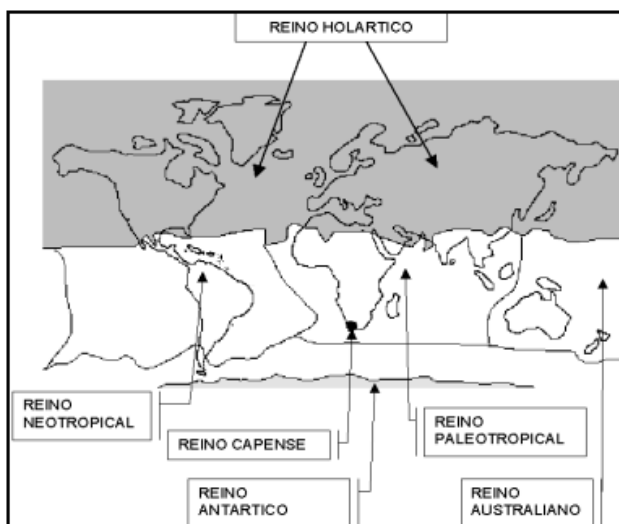 REINO HOLARTICO
REINO
NEOTROPICAL
REINO CAPENSE
REINO
PALEOTROPICAL
REINO
ANTARTICO
REINO
AUSTRALIANO